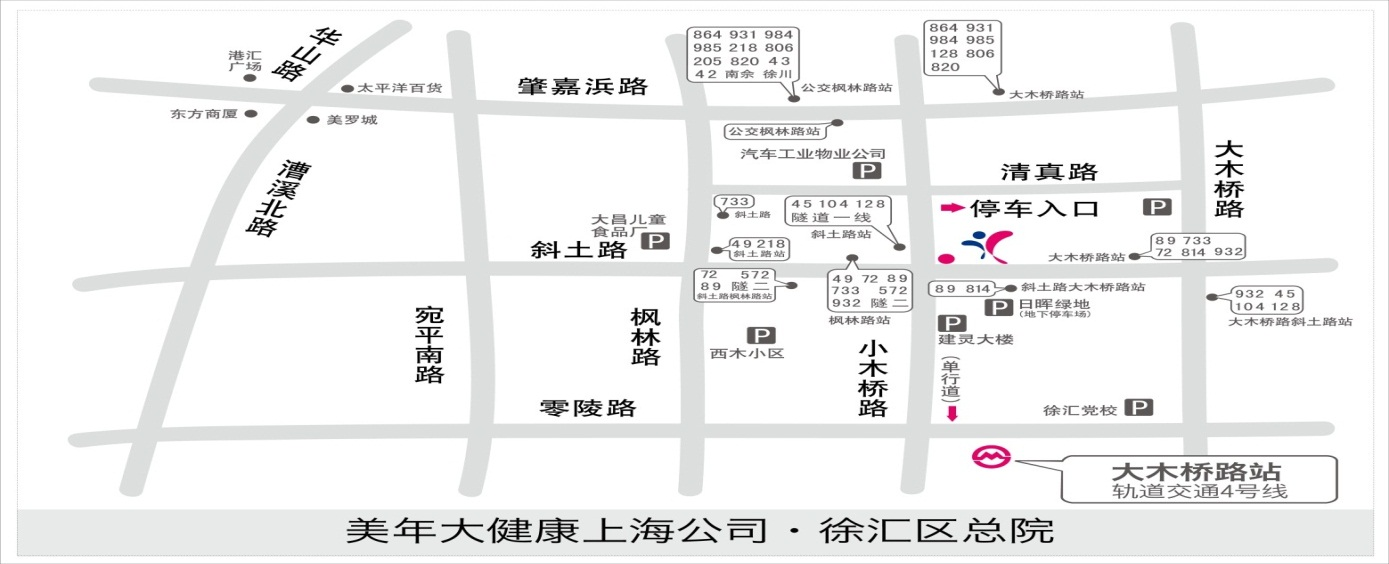 864 931 984
985 218 806
205 820 43
42 南佘 徐川
864 931
984 985
128 806
820
华山路
港汇
广场
太平洋百货
肇嘉浜路
公交枫林路站
大木桥路站
东方商厦
美罗城
公交枫林路站
汽车工业物业公司
P
清真路
大木桥路
漕溪北路
733
斜土路
45 104 128
隧道一线
斜土路站
停车入口
P
大昌儿童
食品厂
P
斜土路
49 218
斜土路站
大木桥路站
89 733
72 814 932
72 572
89 隧二
斜土路枫林路站
49 72 89
733 572
932 隧二
枫林路站
89 814
斜土路大木桥路站
P
日晖绿地
(地下停车场)
932 45
104 128
大木桥路斜土路站
宛平南路
枫林路
P
西木小区
小木桥路
P
建灵大楼
(单行道)
零陵路
徐汇党校
P
大木桥路站
轨道交通4号线
美年大健康上海公司·徐汇区总院